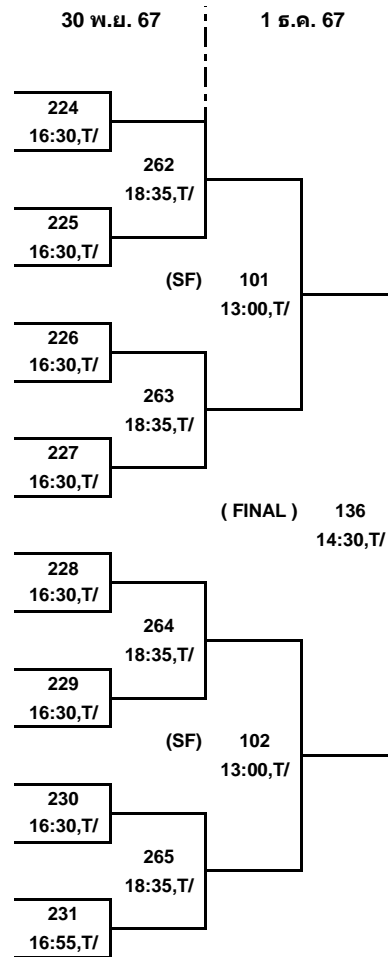 30 พ.ย. 67 1 ธ.ค. 67
224
16:30,T/
262
18:35,T/
225
16:30,T/
(SF) 101
13:00,T/
226
16:30,T/
263
18:35,T/
227
16:30,T/
( FINAL ) 136
14:30,T/
228
16:30,T/
264
18:35,T/
229
16:30,T/
(SF) 102
13:00,T/
230
16:30,T/
265
18:35,T/
231
16:55,T/